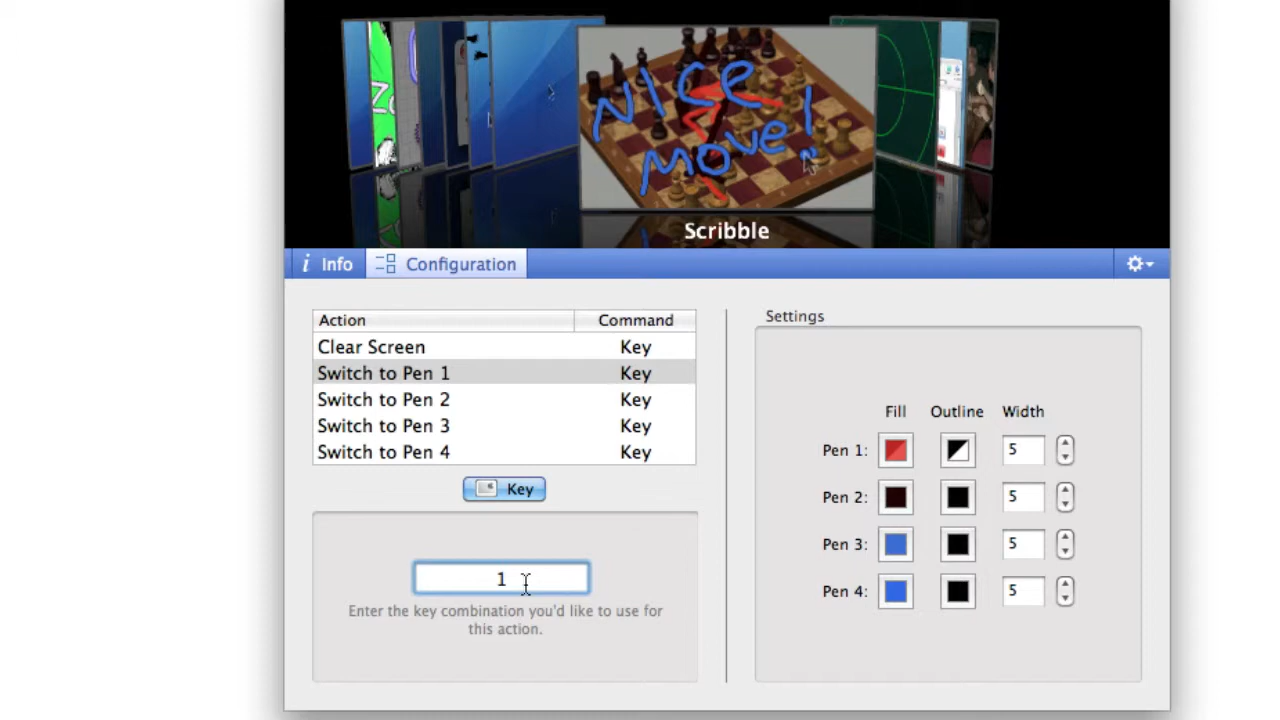 NICE
MOVE!
Scribble
i Info
Configuration
Action Command
Clear Screen Key
Switch to Pen 1 Key
Switch to Pen 2 Key
Switch to Pen 3 Key
Switch to Pen 4 Key
Key
1
Enter the key combination you'd like to use for
this action.
Settings
Fill Outline Width
Pen 1: 5
Pen 2: 5
Pen 3: 5
Pen 4: 5